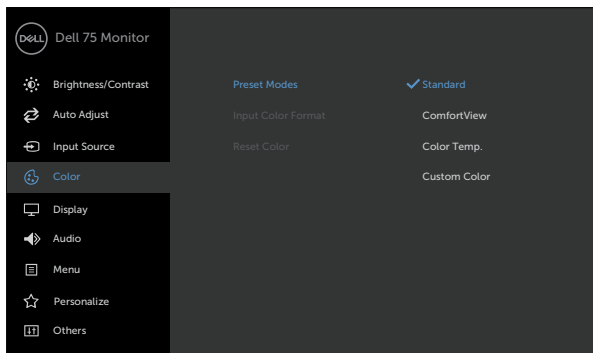 DELL Dell 75 Monitor
Brightness/Contrast
Auto Adjust
Input Source
Color
Display
Audio
Menu
Personalize
Others
Preset Modes
Input Color Format
Reset Color
Standard
ComfortView
Color Temp.
Custom Color